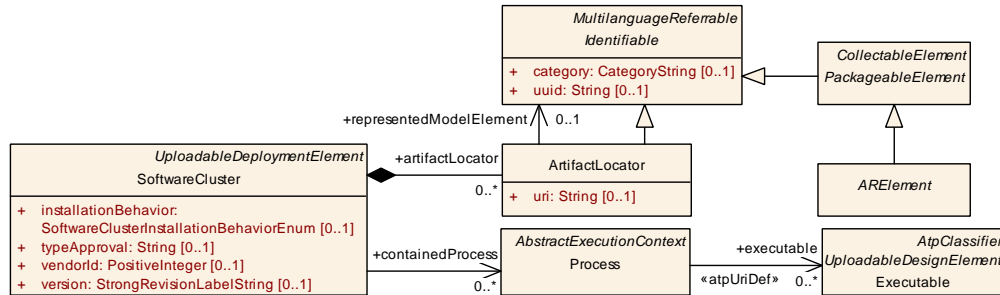 MultilanguageReferrable
Identifiable
+ category: CategoryString [0..1]
+ uuid: String [0..1]
CollectableElement
PackageableElement
+representedModelElement
0..1
UploadableDeploymentElement
SoftwareCluster
+ installationBehavior:
SoftwareClusterInstallationBehaviorEnum [0..1]
+ typeApproval: String [0..1]
+ vendorId: PositiveInteger [0..1]
+ version: StrongRevisionLabelString [0..1]
+artifactLocator
0..*
ArtifactLocator
+ uri: String [0..1]
ARElement
+containedProcess
0..*
AbstractExecutionContext
Process
+executable
«atpUriDef»
0..*
AtpClassifier
UploadableDesignElement
Executable